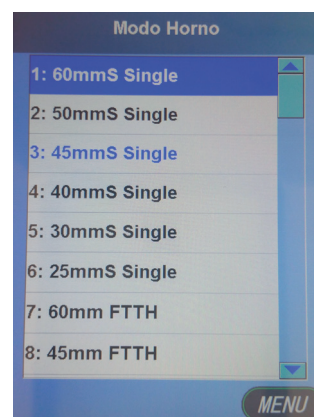 Modo Horno
1: 60mmS Single
2: 50mmS Single
3: 45mmS Single
4: 40mmS Single
5: 30mmS Single
6: 25mmS Single
7: 60mm FTTH
8: 45mm FTTH
MENU